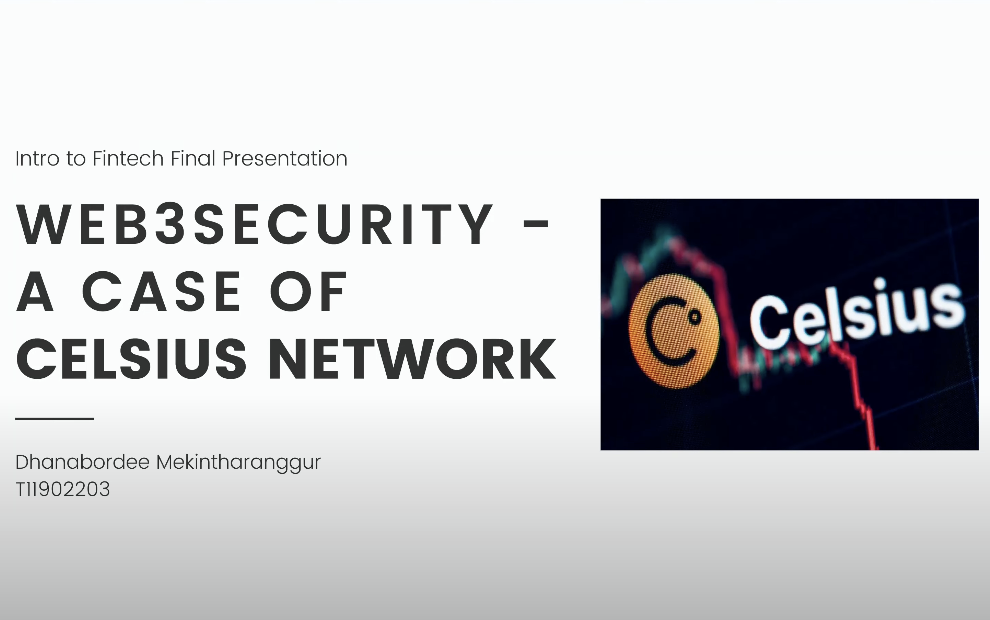 Intro to Fintech Final Presentation
WEB3SECURITY -
A CASE OF
CELSIUS NETWORK
Celsius
Dhanabordee Mekintharanggur
T11902203